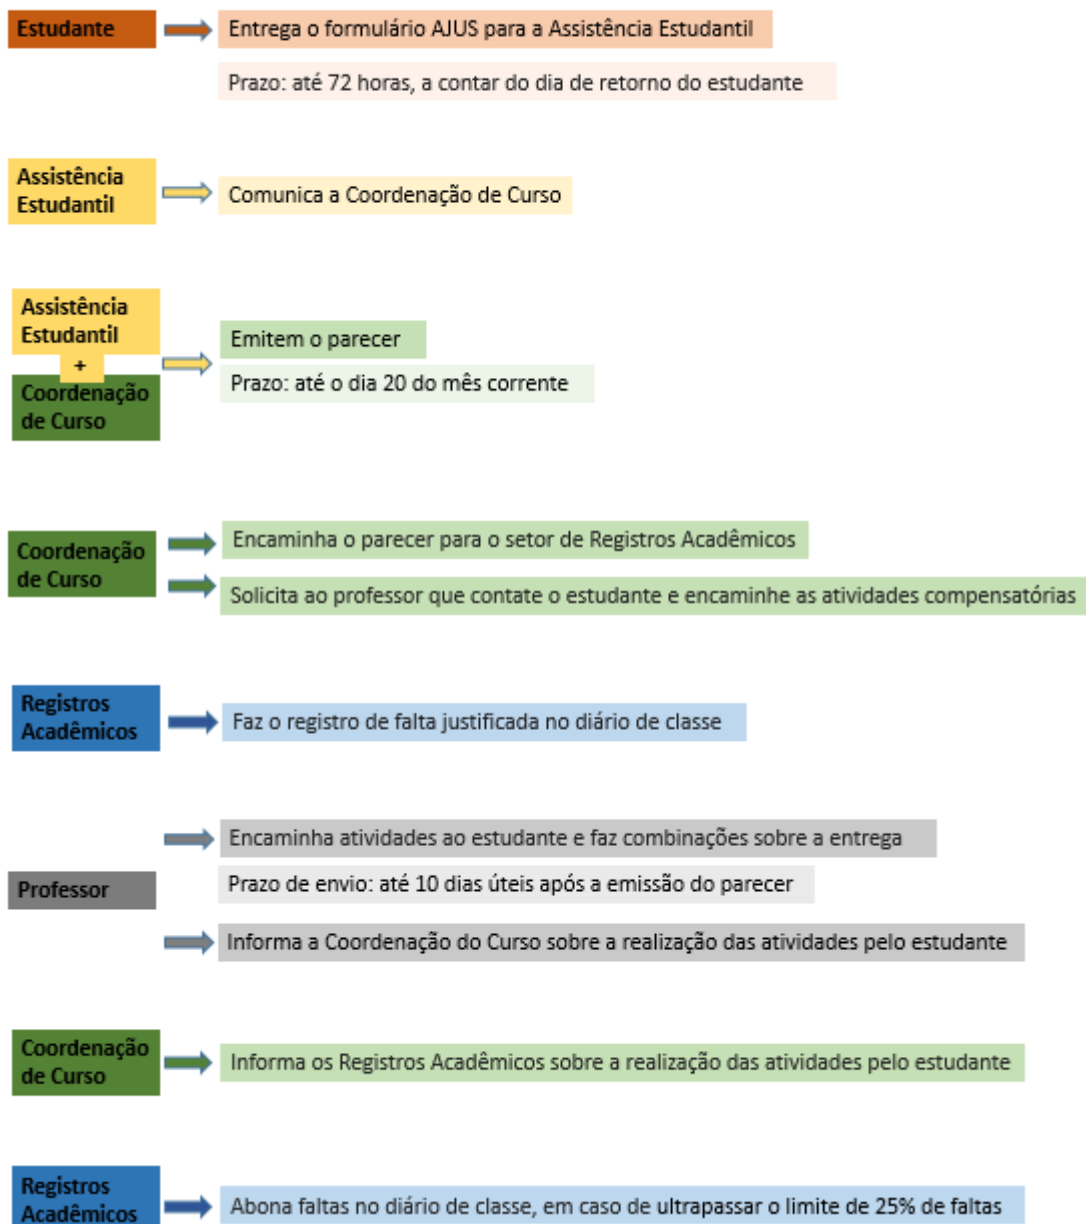 Estudante
Entrega o formulário AJUS para a Assistência Estudantil
Prazo: até 72 horas, a contar do dia de retorno do estudante
Assistência
Estudantil
Comunica a Coordenação de Curso
Assistência
Estudantil
+
Coordenação
de Curso
Emitem o parecer
Prazo: até o dia 20 do mês corrente
Coordenação
de Curso
Encaminha o parecer para o setor de Registros Acadêmicos
Solicita ao professor que contate o estudante e encaminhe as atividades compensatórias
Registros
Acadêmicos
Faz o registro de falta justificada no diário de classe
Professor
Encaminha atividades ao estudante e faz combinações sobre a entrega
Prazo de envio: até 10 dias úteis após a emissão do parecer
Informa a Coordenação do Curso sobre a realização das atividades pelo estudante
Coordenação
de Curso
Informa os Registros Acadêmicos sobre a realização das atividades pelo estudante
Registros
Acadêmicos
Abona faltas no diário de classe, em caso de ultrapassar o limite de 25% de faltas